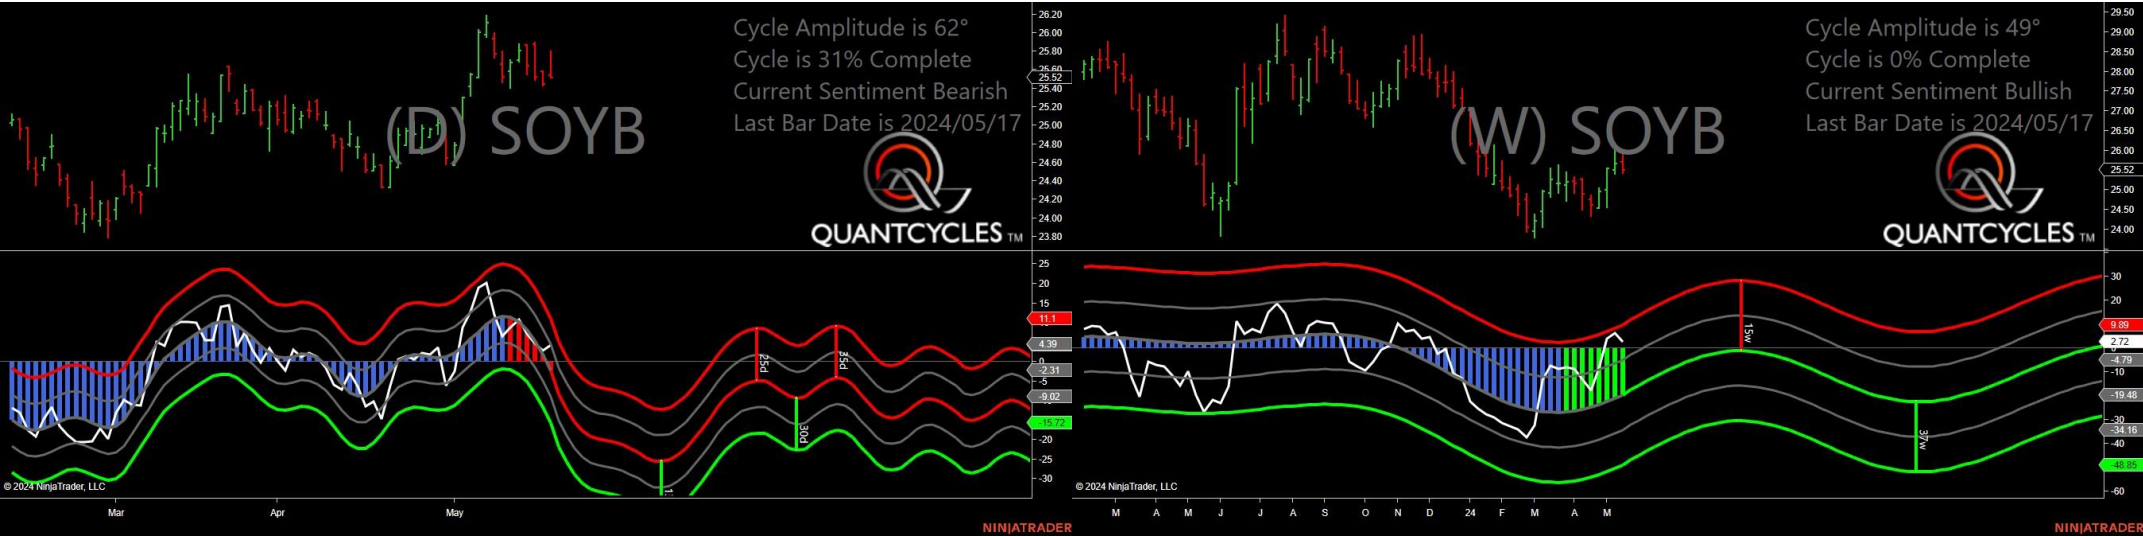 Cycle Amplitude is 62°
Cycle is 31% Complete
Current Sentiment Bearish
Last Bar Date is 2024/05/17
(D) SOYB
QUANTCYCLES TM
26.20
26.00
25.80
25.60
25.52
25.40
25.20
25.00
24.80
24.60
24.40
24.20
24.00
23.80
25
20
15
11.1
4.39
0
-2.31
-5
-9.02
-15.72
-20
-25
-30
25d
35d
30d
© 2024 NinjaTrader, LLC
Mar Apr May
NINJATRADER
Cycle Amplitude is 49°
Cycle is 0% Complete
Current Sentiment Bullish
Last Bar Date is 2024/05/17
(W) SOYB
QUANTCYCLES TM
29.50
29.00
28.50
28.00
27.50
27.00
26.50
26.00
25.52
25.00
24.50
24.00
30
20
9.89
2.72
-4.79
-10
-19.48
-30
-34.16
-40
-48.85
-60
15w
37w
© 2024 NinjaTrader, LLC
M A M J J A S O N D 24 F M A M
NINJATRADER